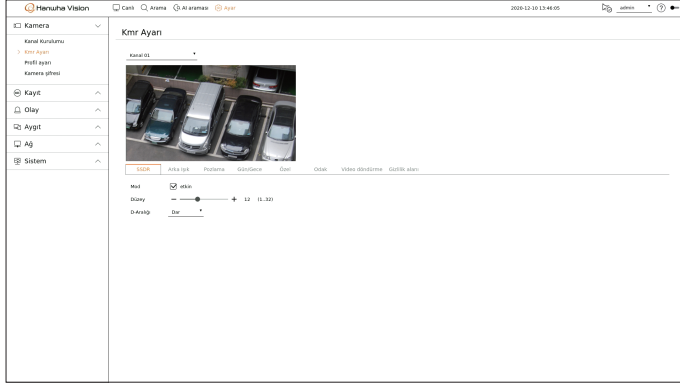 Hanwha Vision
Canlı Arama AI araması Ayar
2020-12-10 13:46:05
admin
Kamera
Kanal Kurulumu
Kmr Ayarı
Profil ayarı
Kamera şifresi
Kayıt
Olay
Aygıt
Ağ
Sistem
Kmr Ayarı
Kanal 01
SSDR Arka Işık Pozlama Gün/Gece Özel Odak Video döndürme Gizlilik alanı
Mod etkin
Düzey 12 (1..32)
D-Aralığı Dar